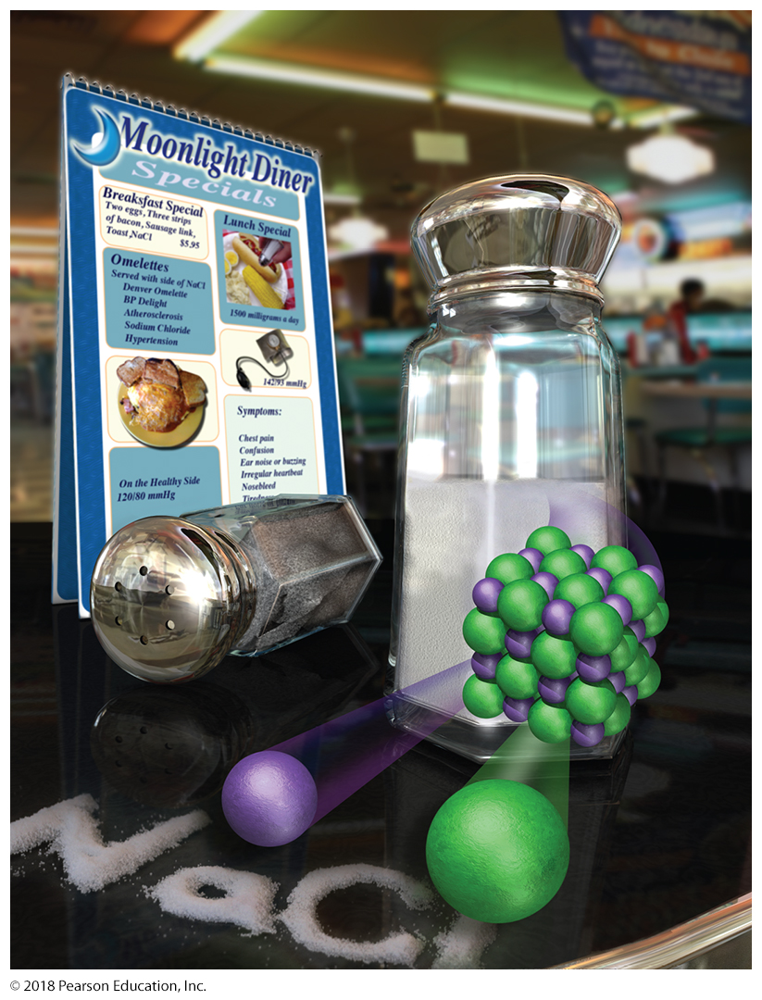 Moonlight Diner
Specials
Breaksfast Special
Two eggs, Three strips
of bacon, Sausage link,
Toast,NaCl
$5.95
Omelettes
Served with side of NaCl
Denver Omelette
BP Delight
Atherosclerosis
Sodium Chloride
Hypertension
On the Healthy Side
120/80 mmHg
Lunch Special
1500 milligrams a day
142/93 mmHg
Symptoms:
Chest pain
Confusion
Ear noise or buzzing
Irregular heartbeat
Nosebleed
NaCl
© 2018 Pearson Education, Inc.